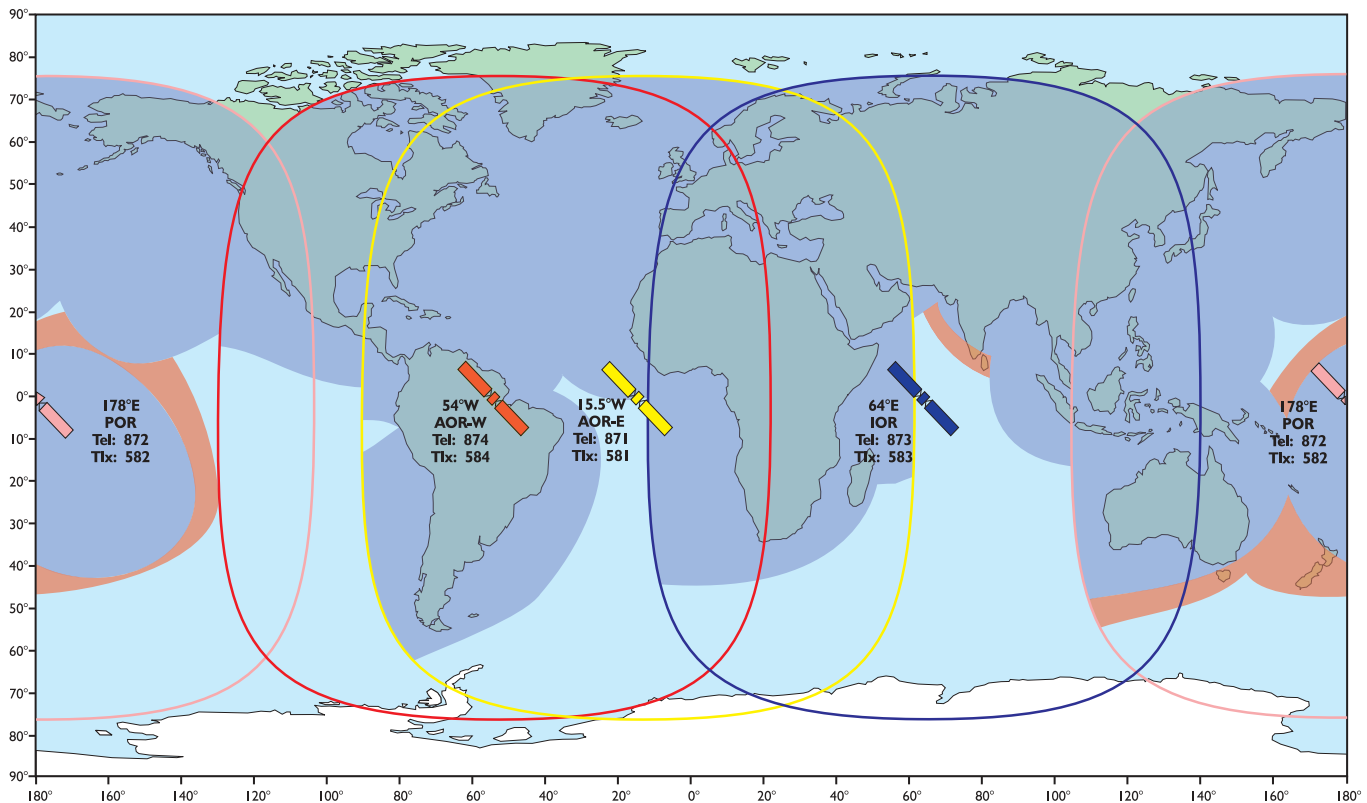 90°
80°
70°
60°
50°
40°
30°
20°
10°
0°
10°
20°
30°
40°
50°
60°
70°
80°
90°
178°E
POR
Tel: 872
Tlx: 582
54°W
AOR-W
Tel: 874
Tlx: 584
15.5°W
AOR-E
Tel: 871
Tlx: 581
64°E
IOR
Tel: 873
Tlx: 583
178°E
POR
Tel: 872
Tlx: 582
180° 160° 140° 120° 100° 80° 60° 40° 20° 0° 20° 40° 60° 80° 100° 120° 140° 160° 180°